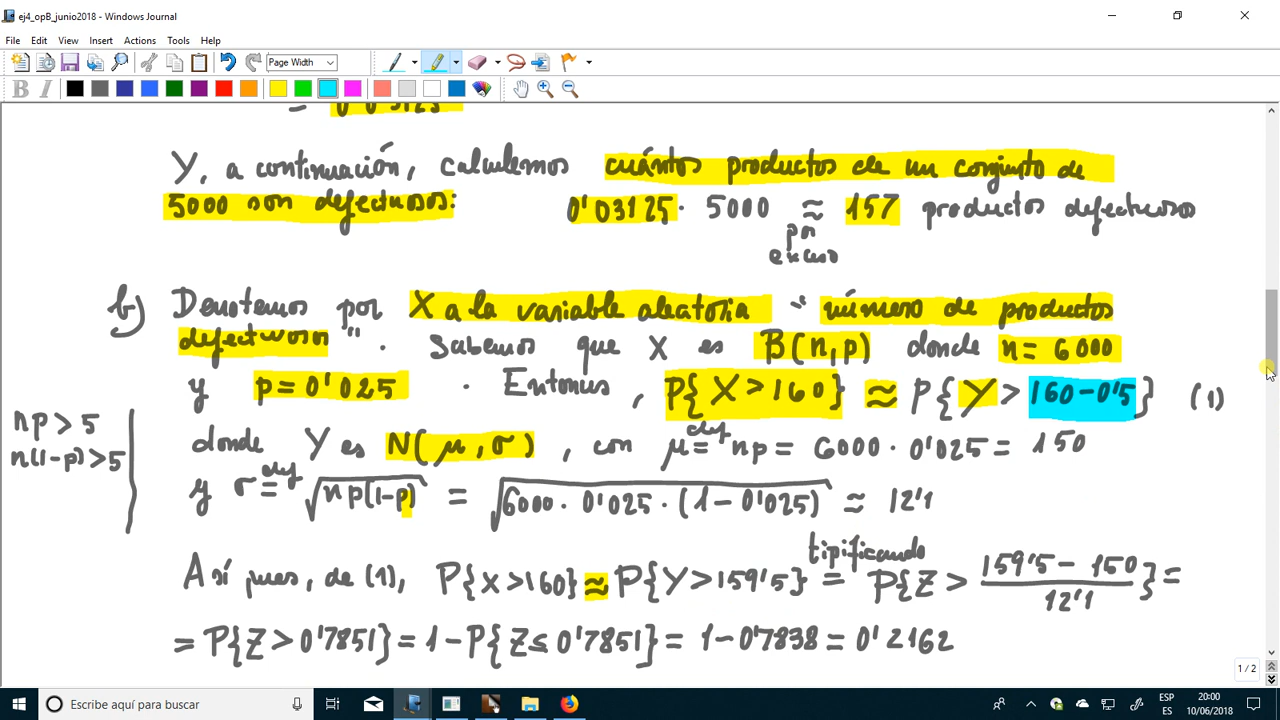 ej4_opB_junio2018 - Windows Journal
File Edit View Insert Actions Tools Help
Page Width
B I
= 0'03125
Y, a continuación, calculemos cuántos productos de un conjunto de
5000 son defectuosos: 0'03125 · 5000 ≈ 157 productos defectuosos
por
exceso
b) Denotemos por X a la variable aleatoria "número de productos
defectuosos". Sabemos que X es B(n,p) donde n = 6000
y p = 0'025. Entonces, P{X > 160} ≈ P{Y > 160 - 0'5} (1)
np > 5
n(1-p) > 5
donde Y es N(μ, σ), con μ =def np = 6000 · 0'025 = 150
y σ =def √np(1-p) = √6000 · 0'025 · (1 - 0'025) ≈ 12'1
Así pues, de (1), P{X > 160} ≈ P{Y > 159'5} = tipificando P{Z > (159'5 - 150)/12'1} =
= P{Z > 0'7851} = 1 - P{Z ≤ 0'7851} = 1 - 0'7838 = 0'2162
1 / 2
Escribe aquí para buscar
ESP
ES
20:00
10/06/2018